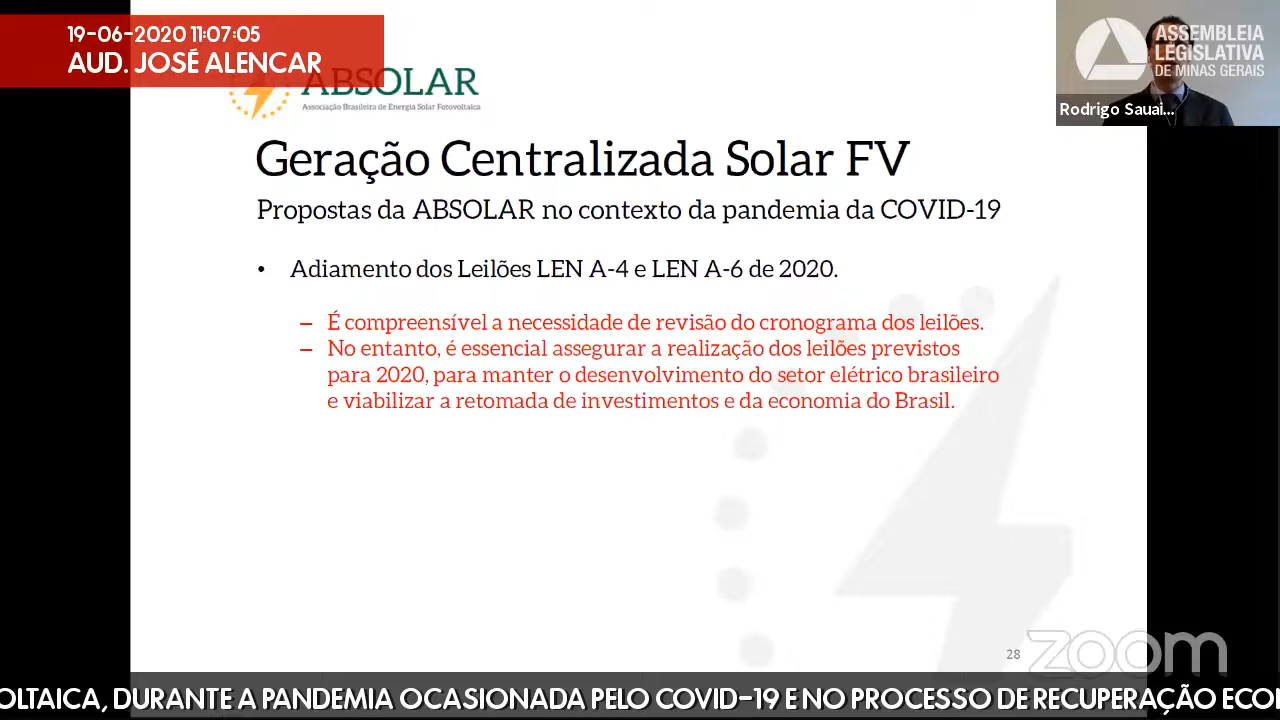 19-06-2020 11:07:05
AUD. JOSÉ ALENCAR
ASSEMBLEIA
LEGISLATIVA
DE MINAS GERAIS
Rodrigo Sauai...
ABSOLAR
Associação Brasileira de Energia Solar Fotovoltaica
Geração Centralizada Solar FV
Propostas da ABSOLAR no contexto da pandemia da COVID-19
• Adiamento dos Leilões LEN A-4 e LEN A-6 de 2020.
– É compreensível a necessidade de revisão do cronograma dos leilões.
– No entanto, é essencial assegurar a realização dos leilões previstos
para 2020, para manter o desenvolvimento do setor elétrico brasileiro
e viabilizar a retomada de investimentos e da economia do Brasil.
28
zoom
OLTAICA, DURANTE A PANDEMIA OCASIONADA PELO COVID-19 E NO PROCESSO DE RECUPERAÇÃO ECO